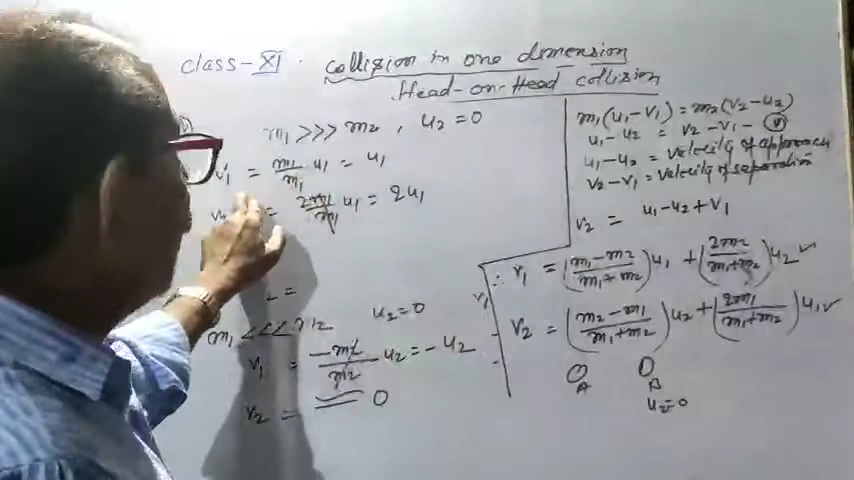 class-XI. Collision in one dimension
Head-on-Head collision
m1 >>> m2 , u2 = 0
v1 = m1/m1 u1 = u1
v2 = 2m1/m1 u1 = 2u1
2 =
m1 <<< m2 u2=0
v1 = -m2/m2 u2 = -u2
v2 = 0
m1(u1-v1) = m2(v2-u2)
u1-u2 = v2-v1- (v)
u1-u2 = velocity of approach
v2-v1 = velocity of separation
v2 = u1-u2+v1
∴ v1 = (m1-m2/m1+m2)u1 + (2m2/m1+m2)u2 ✓
v1
v2 = (m2-m1/m1+m2)u2 + (2m1/m1+m2)u1 ✓
A B
u2=0